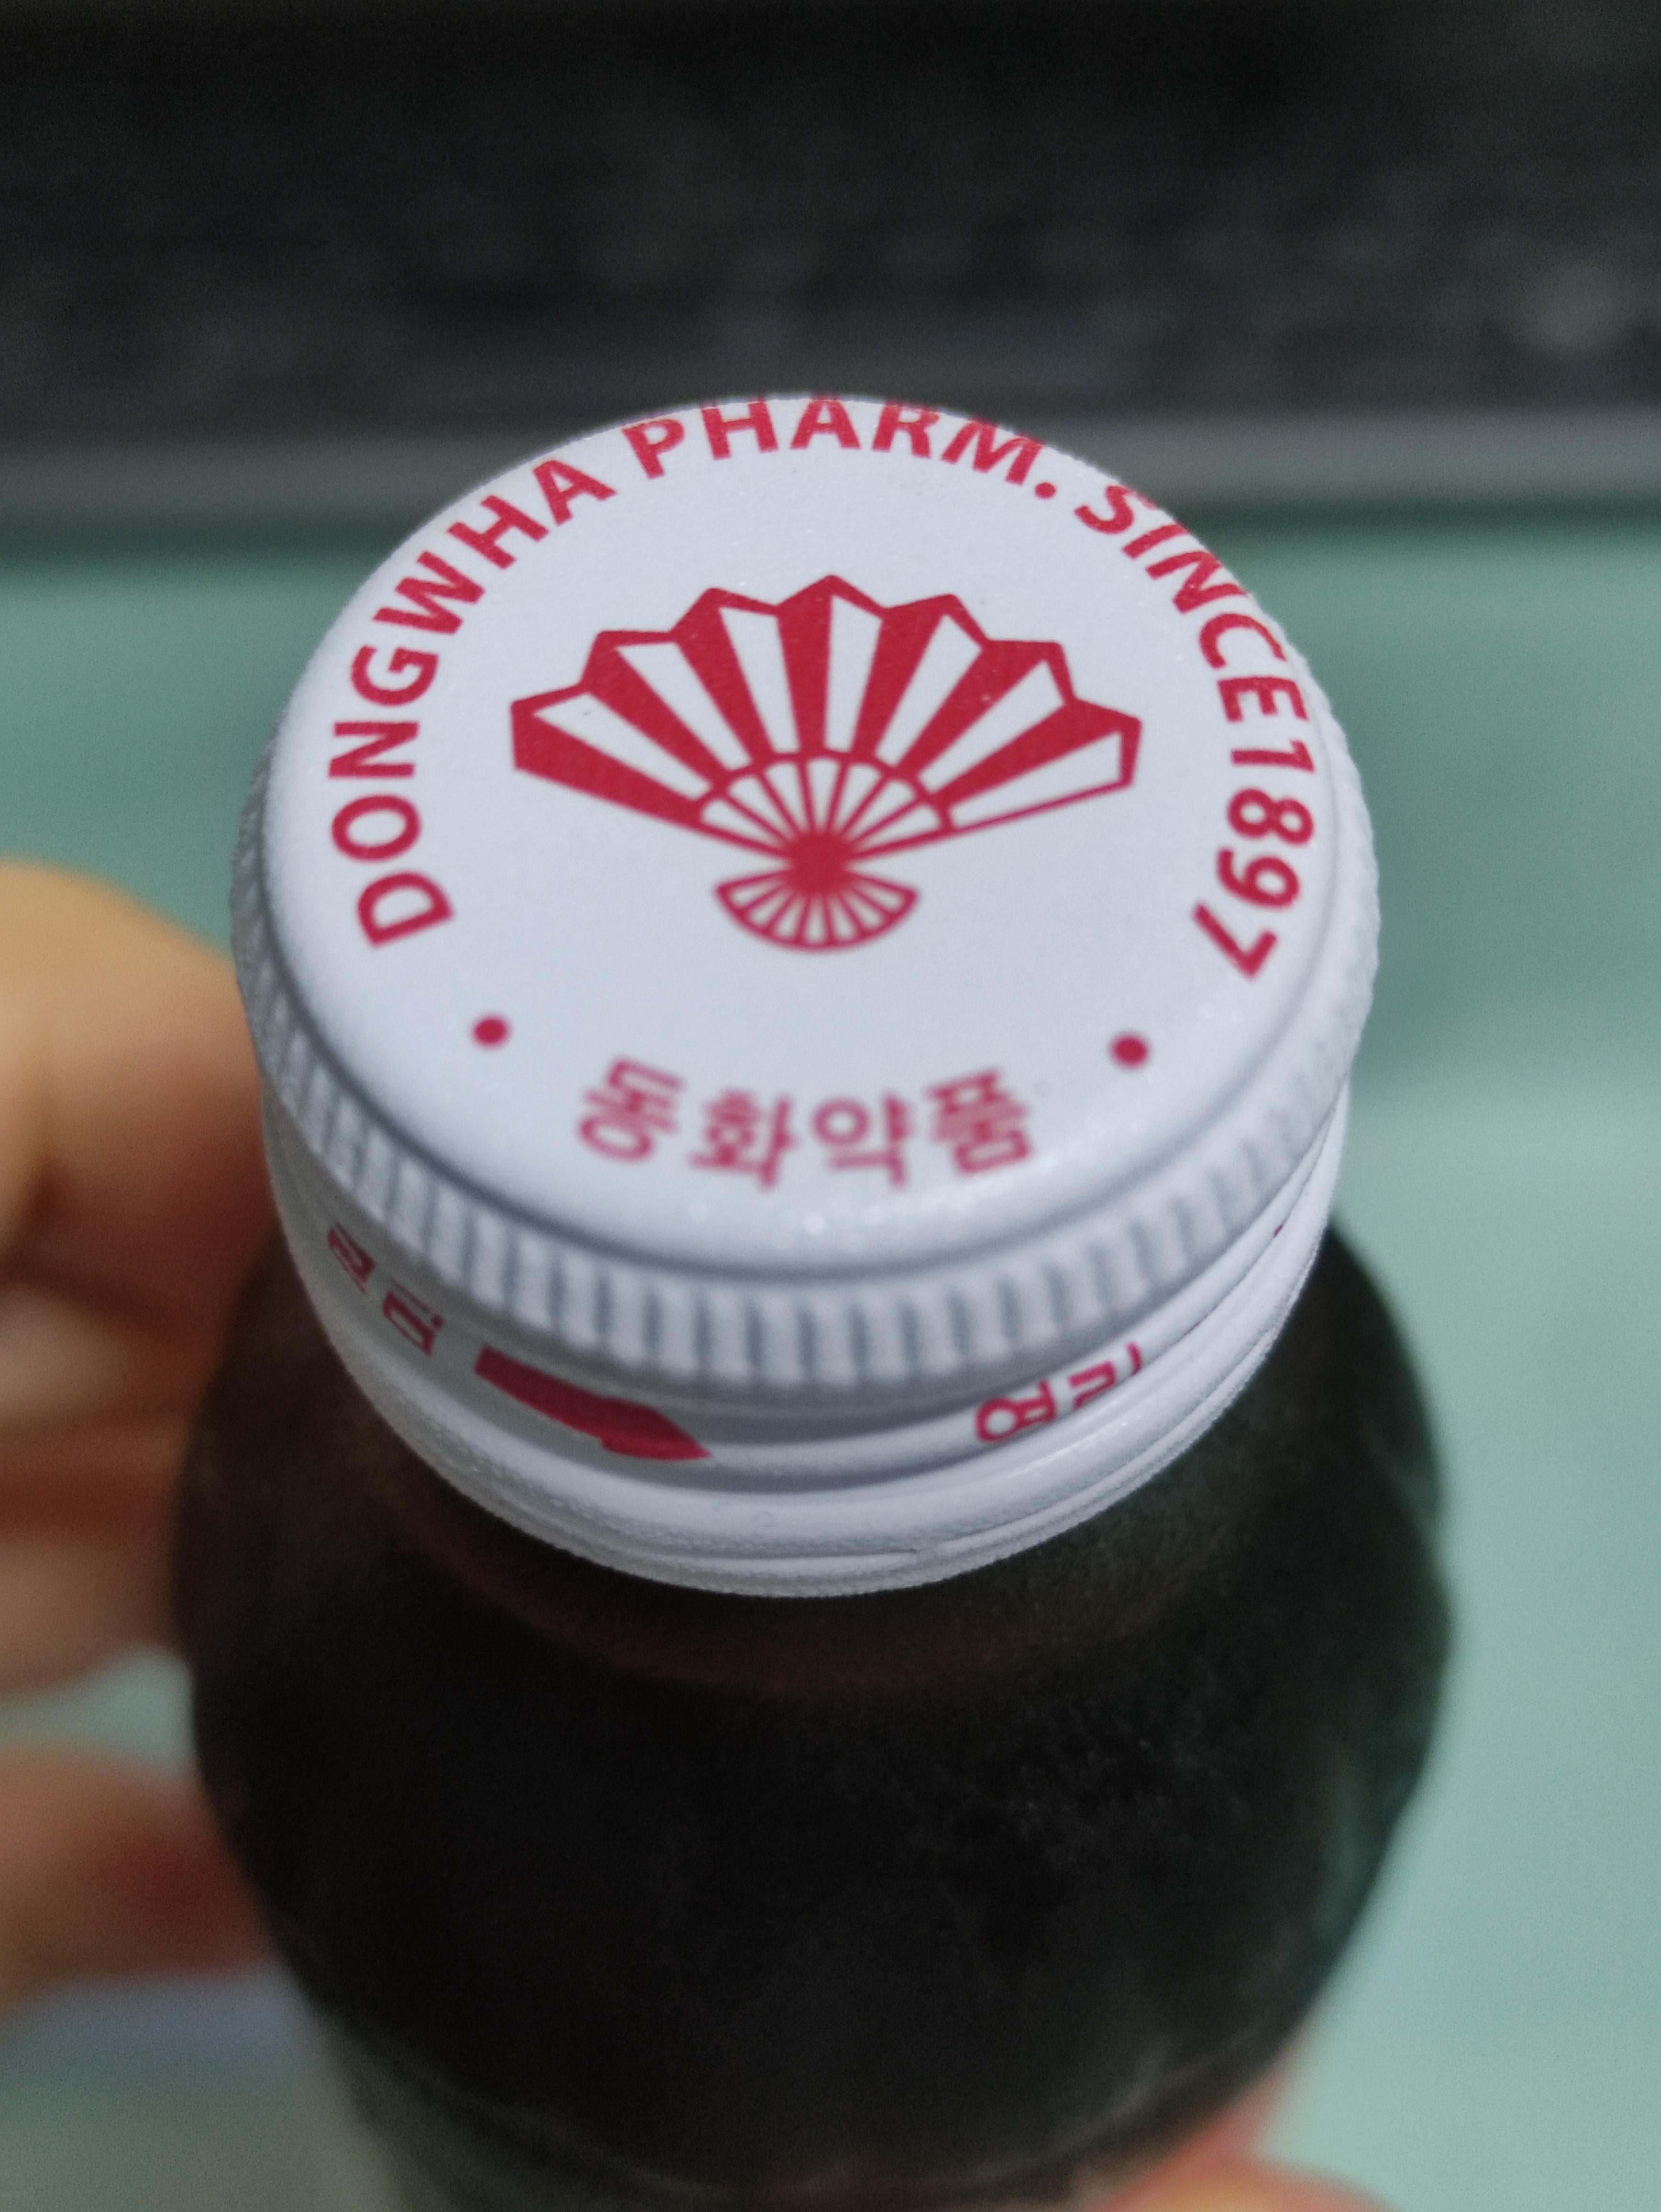 DONGWHA PHARM. SINCE1897
• 동화약품 •